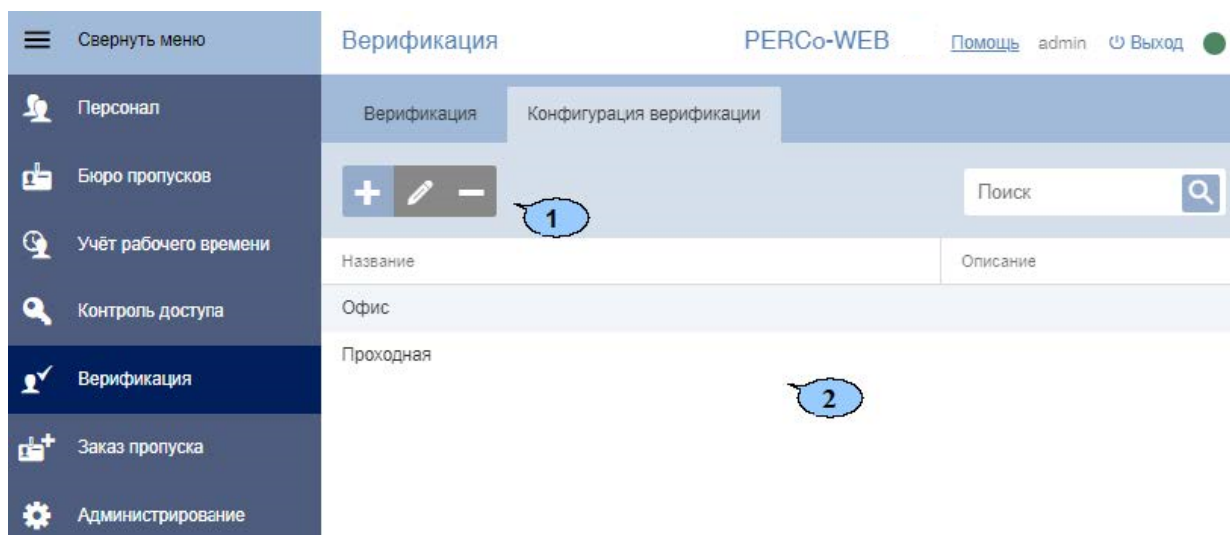 Свернуть меню
Верификация
PERCo-WEB
Помощь admin Выход
Персонал
Верификация
Конфигурация верификации
Бюро пропусков
1
Поиск
Учёт рабочего времени
Название
Описание
Контроль доступа
Офис
Проходная
Верификация
2
Заказ пропуска
Администрирование